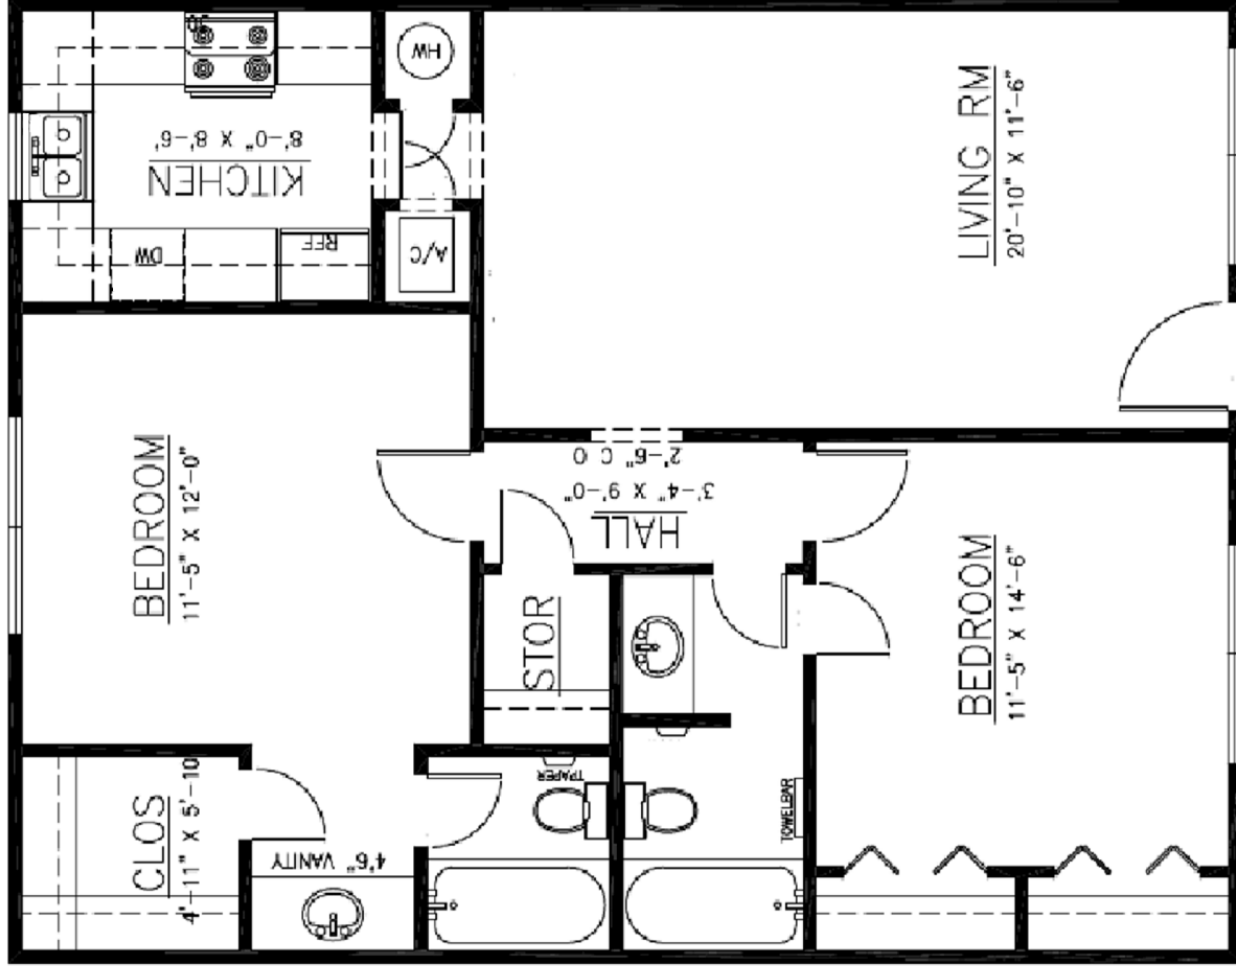 HW
KITCHEN
8'-0" X 8'-6'
A/C
REF
DW
LIVING RM
20'-10" X 11'-6"
BEDROOM
11'-5" X 12'-0"
2'-6" C O
HALL
3'-4" X 9'-0"
STOR
BEDROOM
11'-5" X 14'-6"
TPAPER
TOWELBAR
CLOS
4'-11" X 5'-10
4'6" VANITY